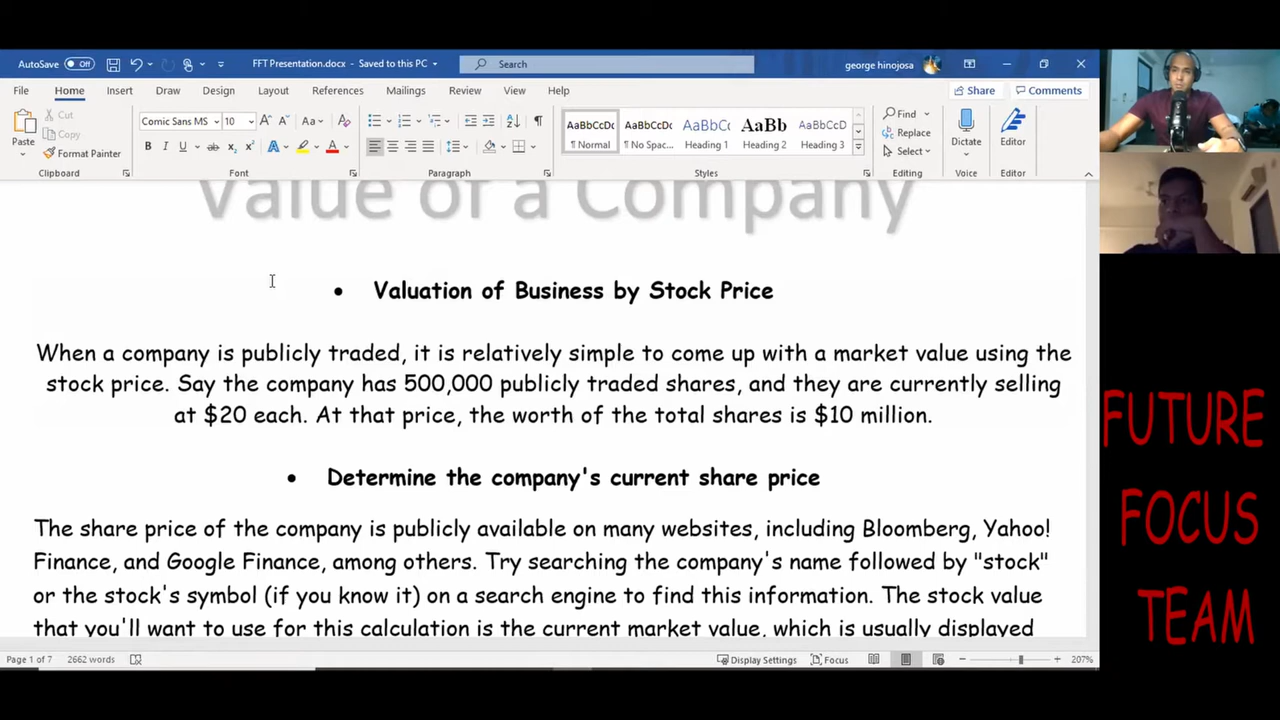 AutoSave Off FFT Presentation.docx - Saved to this PC Search george hinojosa
File Home Insert Draw Design Layout References Mailings Review View Help Share Comments
Paste Cut Copy Format Painter
Comic Sans MS 10 Aa
B I U ab x₂ x² A A
AaBbCcDc AaBbCcDc AaBbCc AaBb AaBbCcD
¶ Normal ¶ No Spac... Heading 1 Heading 2 Heading 3
Find Replace Select Dictate Editor
Clipboard Font Paragraph Styles Editing Voice Editor
Value of a Company
• Valuation of Business by Stock Price
When a company is publicly traded, it is relatively simple to come up with a market value using the
stock price. Say the company has 500,000 publicly traded shares, and they are currently selling
at $20 each. At that price, the worth of the total shares is $10 million.
• Determine the company's current share price
The share price of the company is publicly available on many websites, including Bloomberg, Yahoo!
Finance, and Google Finance, among others. Try searching the company's name followed by "stock"
or the stock's symbol (if you know it) on a search engine to find this information. The stock value
that you'll want to use for this calculation is the current market value, which is usually displayed
Page 1 of 7 2662 words Display Settings Focus 207%
FUTURE
FOCUS
TEAM